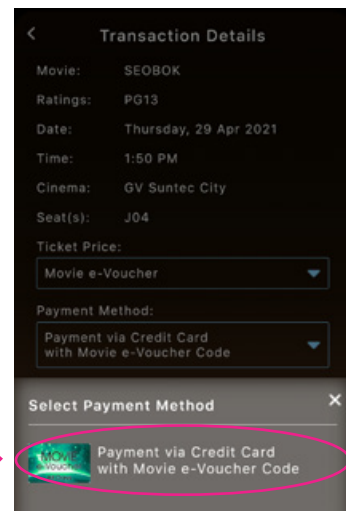 Transaction Details
Movie: SEOBOK
Ratings: PG13
Date: Thursday, 29 Apr 2021
Time: 1:50 PM
Cinema: GV Suntec City
Seat(s): J04
Ticket Price:
Movie e-Voucher
Payment Method:
Payment via Credit Card
with Movie e-Voucher Code
Select Payment Method
MOVIE
e-Voucher
Payment via Credit Card
with Movie e-Voucher Code